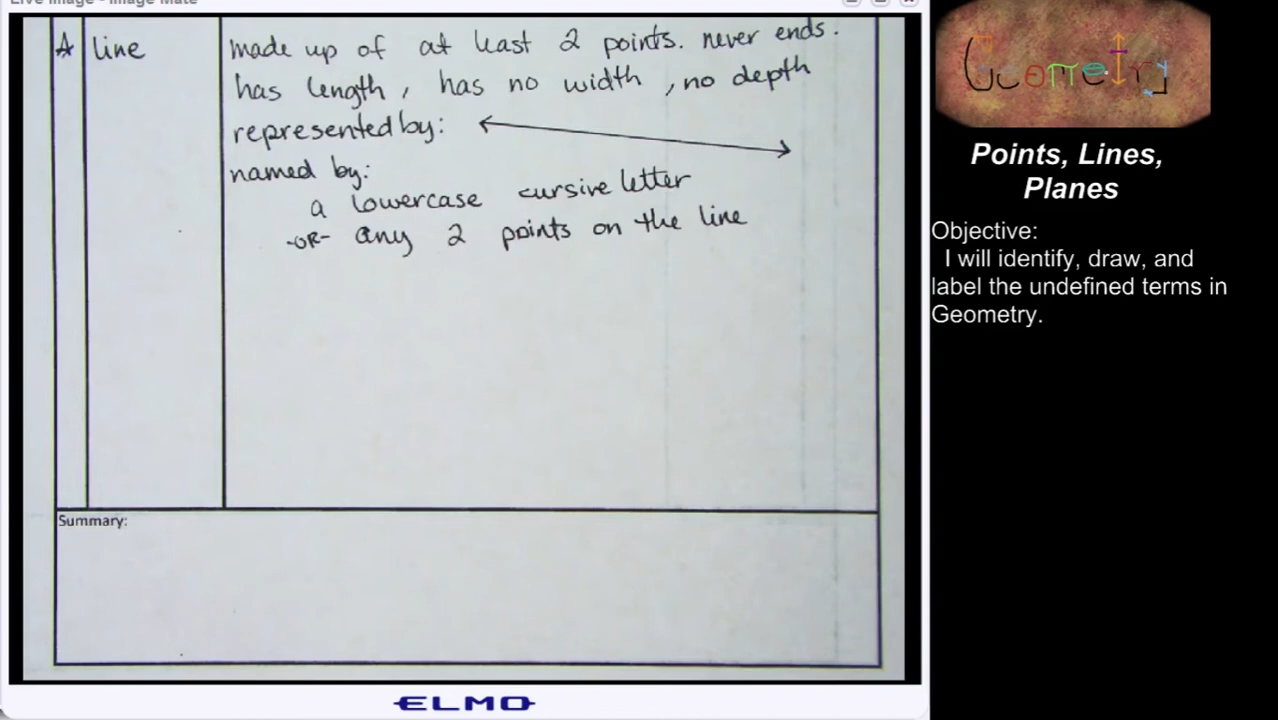 Live Image - Image Mate
A line made up of at least 2 points. never ends.
has length, has no width, no depth
represented by:
named by:
a lowercase cursive letter
-OR- any 2 points on the line
Summary:
ELMO
Geometry
Points, Lines,
Planes
Objective:
I will identify, draw, and
label the undefined terms in
Geometry.